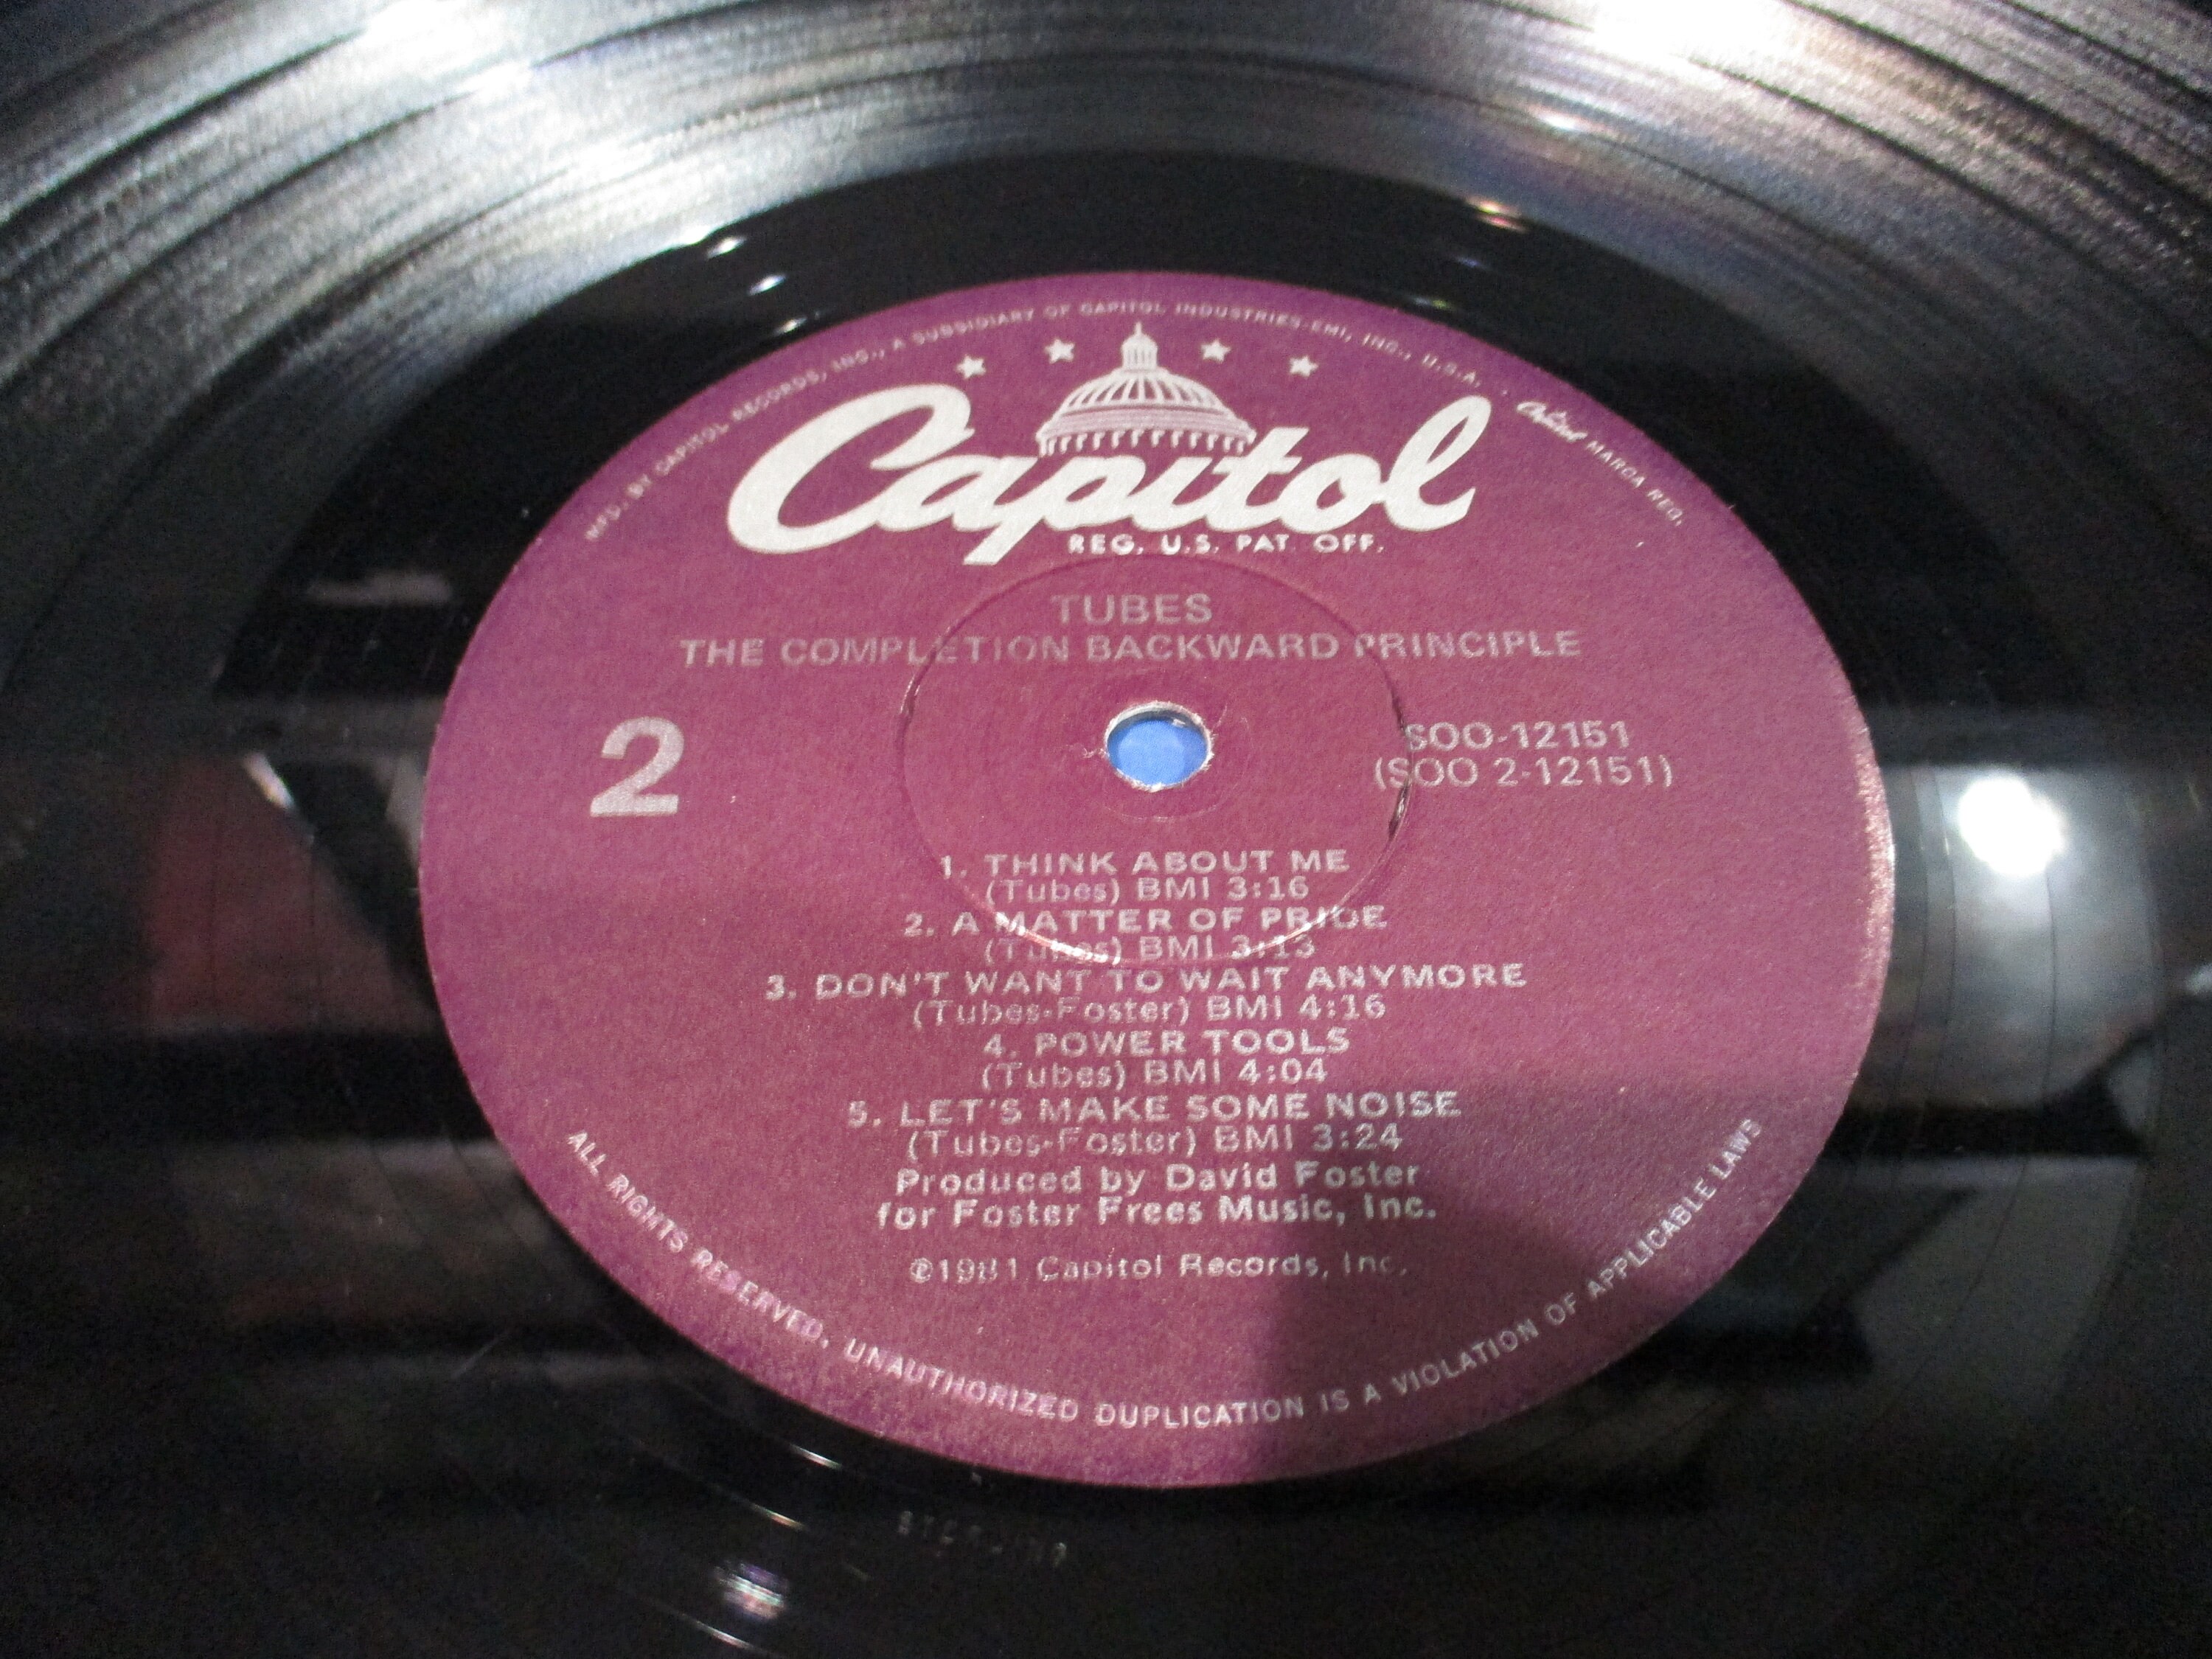 MFD. BY CAPITOL RECORDS, INC., A SUBSIDIARY OF CAPITOL INDUSTRIES-EMI, INC., U.S.A. . Capitol MARCA REG.
Capitol
REG. U.S. PAT. OFF.
TUBES
THE COMPLETION BACKWARD PRINCIPLE
2
SOO-12151
(SOO 2-12151)
1. THINK ABOUT ME
(Tubes) BMI 3:16
2. A MATTER OF PRIDE
(Tubes) BMI 3:13
3. DON'T WANT TO WAIT ANYMORE
(Tubes-Foster) BMI 4:16
4. POWER TOOLS
(Tubes) BMI 4:04
5. LET'S MAKE SOME NOISE
(Tubes-Foster) BMI 3:24
Produced by David Foster
for Foster Frees Music, Inc.
℗1981 Capitol Records, Inc.
ALL RIGHTS RESERVED. UNAUTHORIZED DUPLICATION IS A VIOLATION OF APPLICABLE LAWS
STERLING